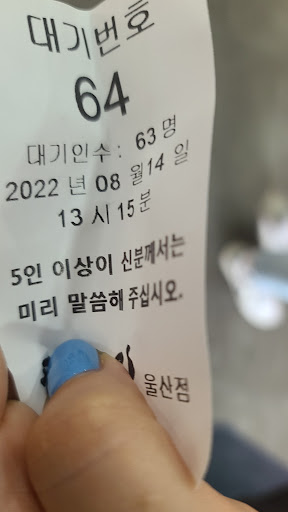 대기번호
64
대기인수 : 63 명
2022 년 08 월 14 일
13 시 15 분
5인 이상이 신분께서는
미리 말씀해 주십시오.
울산점